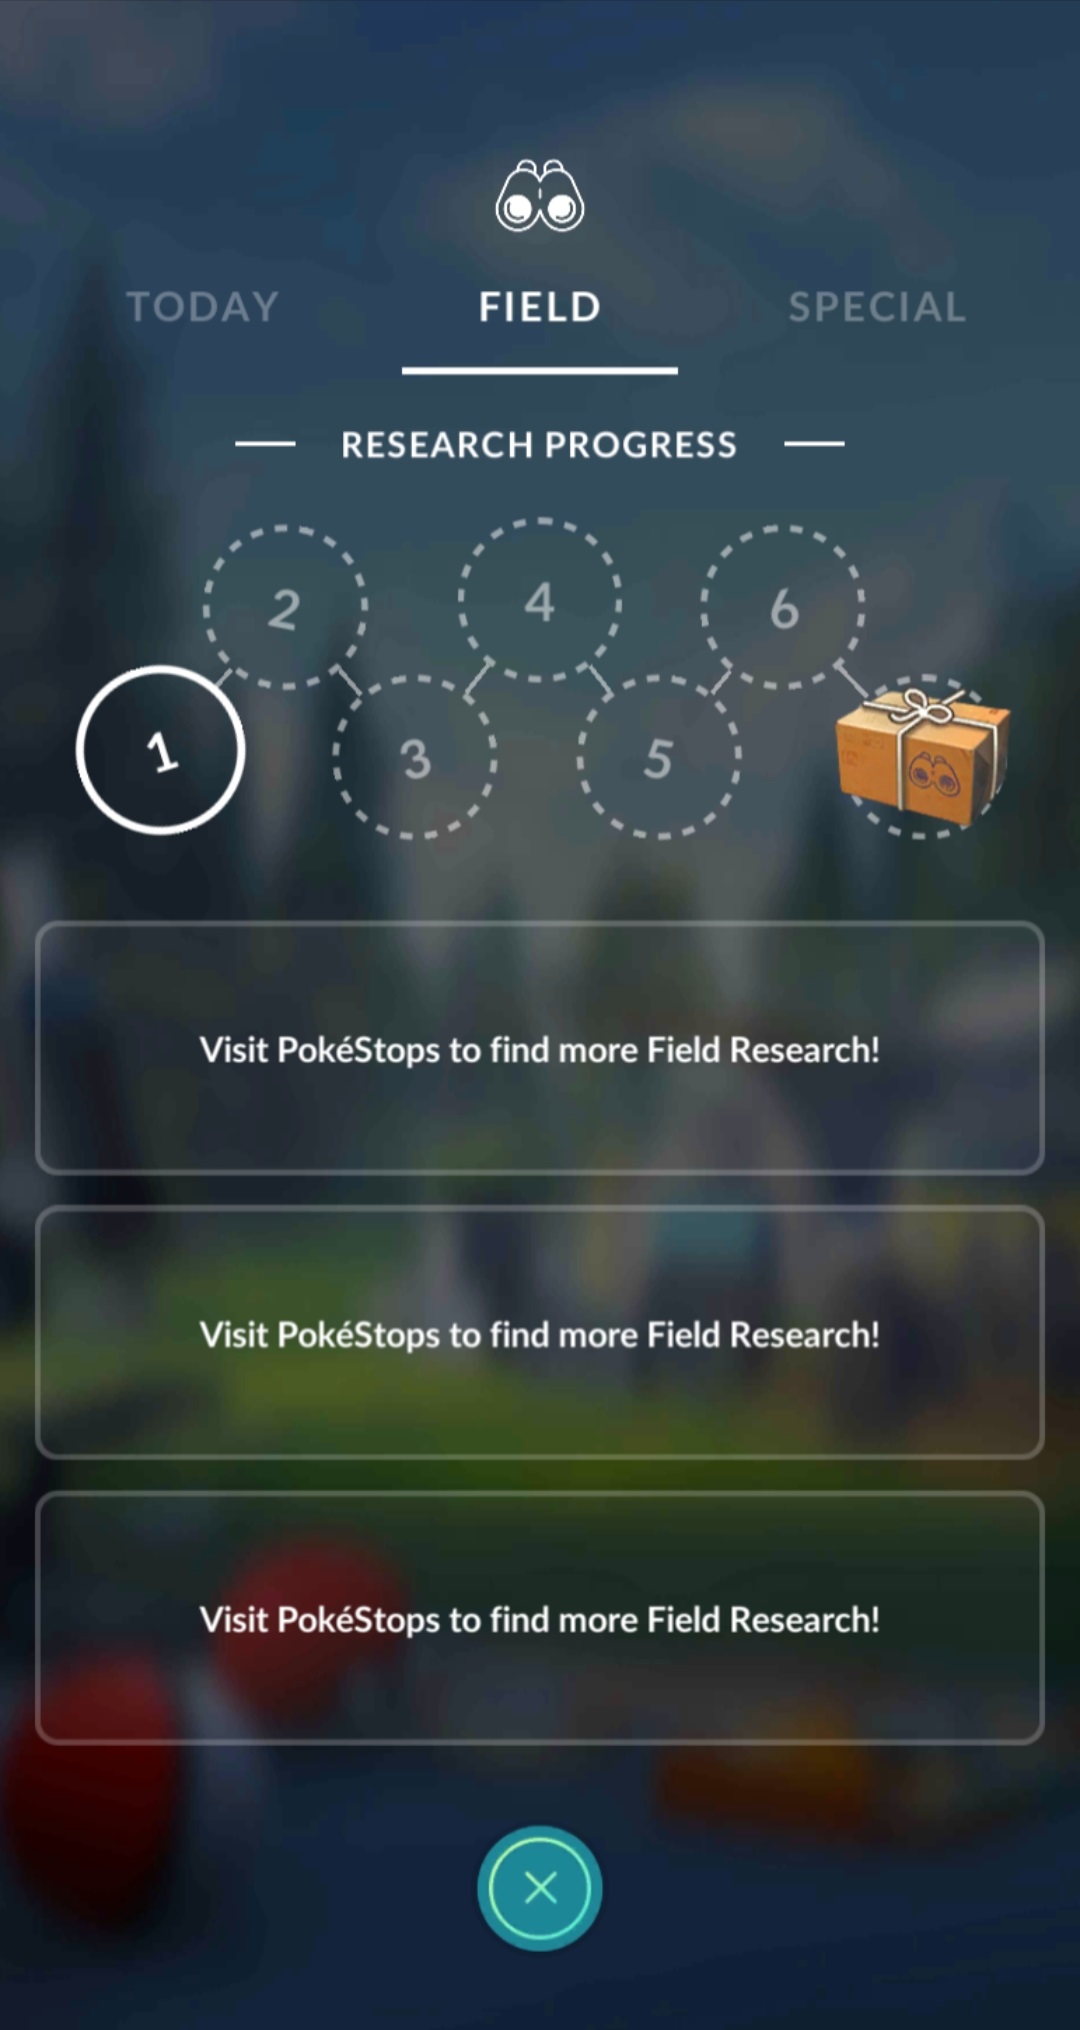 TODAY
FIELD
SPECIAL
RESEARCH PROGRESS
2
4
6
1
3
5
Visit PokéStops to find more Field Research!
Visit PokéStops to find more Field Research!
Visit PokéStops to find more Field Research!